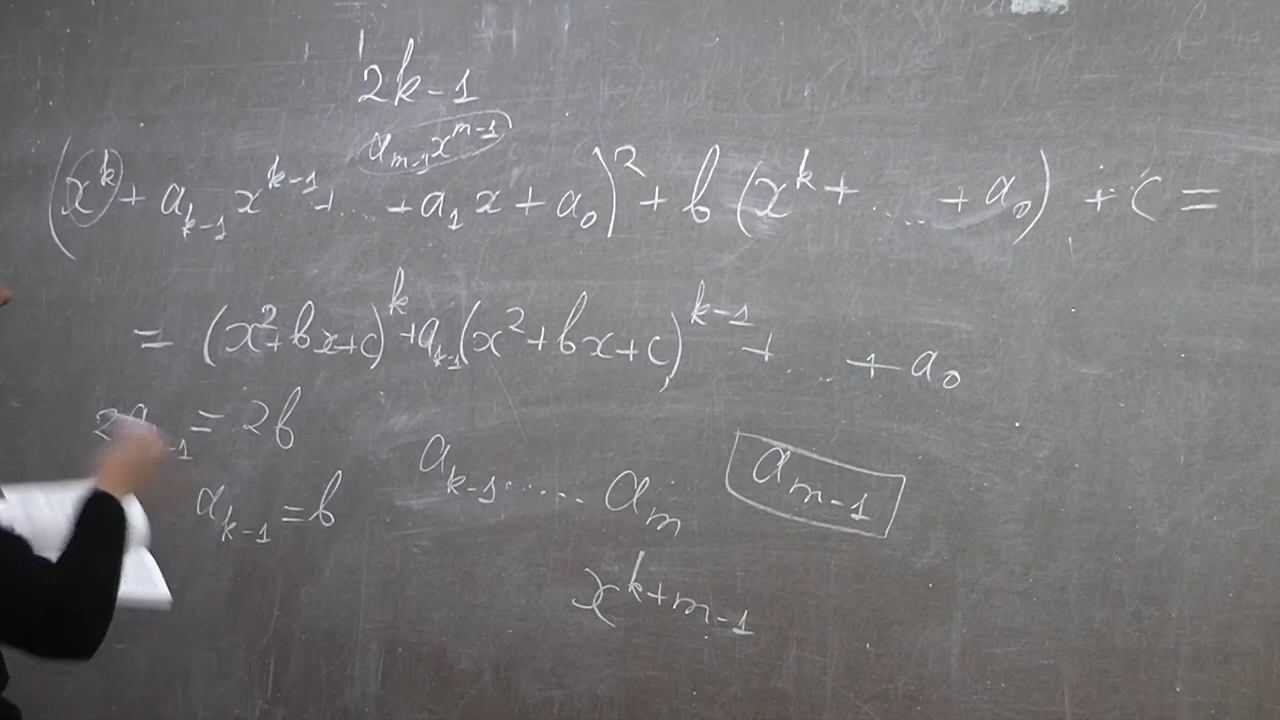 2k-1
a_{m-1}x^{m-1}
(x^k + a_{k-1}x^{k-1} + ... + a_1x + a_0)^2 + b(x^k + ... + a_0) + c =
= (x^2+bx+c)^k + a_{k-1}(x^2+bx+c)^{k-1} + ... + a_0
= 2b
a_{k-1} = b
a_{k-1} ...... a_m
a_{m-1}
x^{k+m-1}